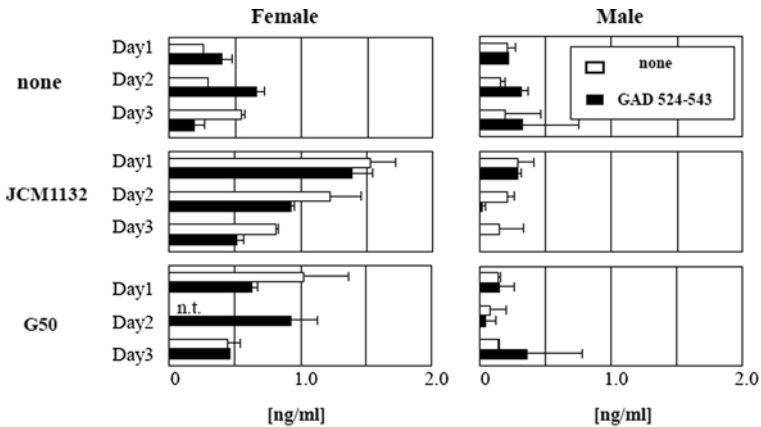 Female Male
none
Day1
Day2
Day3
none
GAD 524-543
JCM1132
Day1
Day2
Day3
G50
Day1
n.t.
Day2
Day3
0 1.0 2.0 0 1.0 2.0
[ng/ml] [ng/ml]